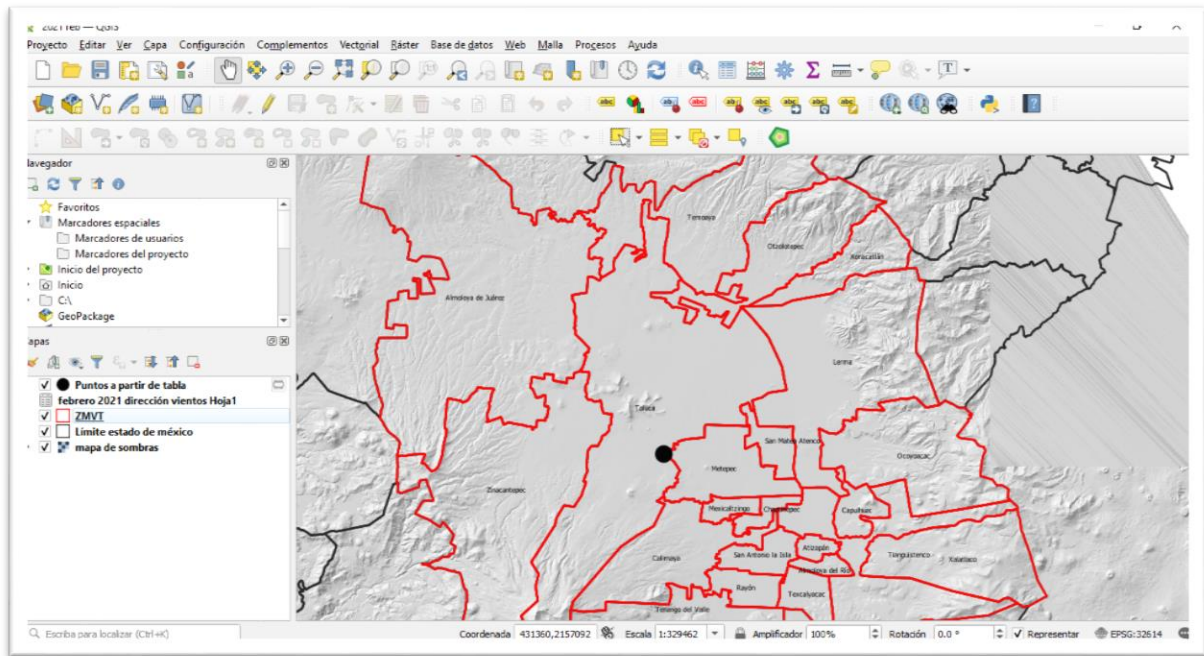 2021 feb — QGIS
Proyecto Editar Ver Capa Configuración Complementos Vectorial Ráster Base de datos Web Malla Procesos Ayuda
Navegador
Favoritos
Marcadores espaciales
Marcadores de usuarios
Marcadores del proyecto
Inicio del proyecto
Inicio
C:\
GeoPackage
apas
Puntos a partir de tabla
febrero 2021 dirección vientos Hoja1
ZMVT
Límite estado de méxico
mapa de sombras
Temoaya
Otzolotepec
Xonacatlán
Almoloya de Juárez
Lerma
Toluca
San Mateo Atenco
Ocoyoacac
Metepec
Zinacantepec
Mexicaltzingo
Chapultepec
Capulhuac
Calimaya
San Antonio la Isla
Atizapán
Tianguistenco
Xalatlaco
Almoloya del Río
Rayón
Texcalyacac
Tenango del Valle
Escriba para localizar (Ctrl+K)
Coordenada 431360,2157092 Escala 1:329462 Amplificador 100% Rotación 0.0 ° Representar EPSG:32614